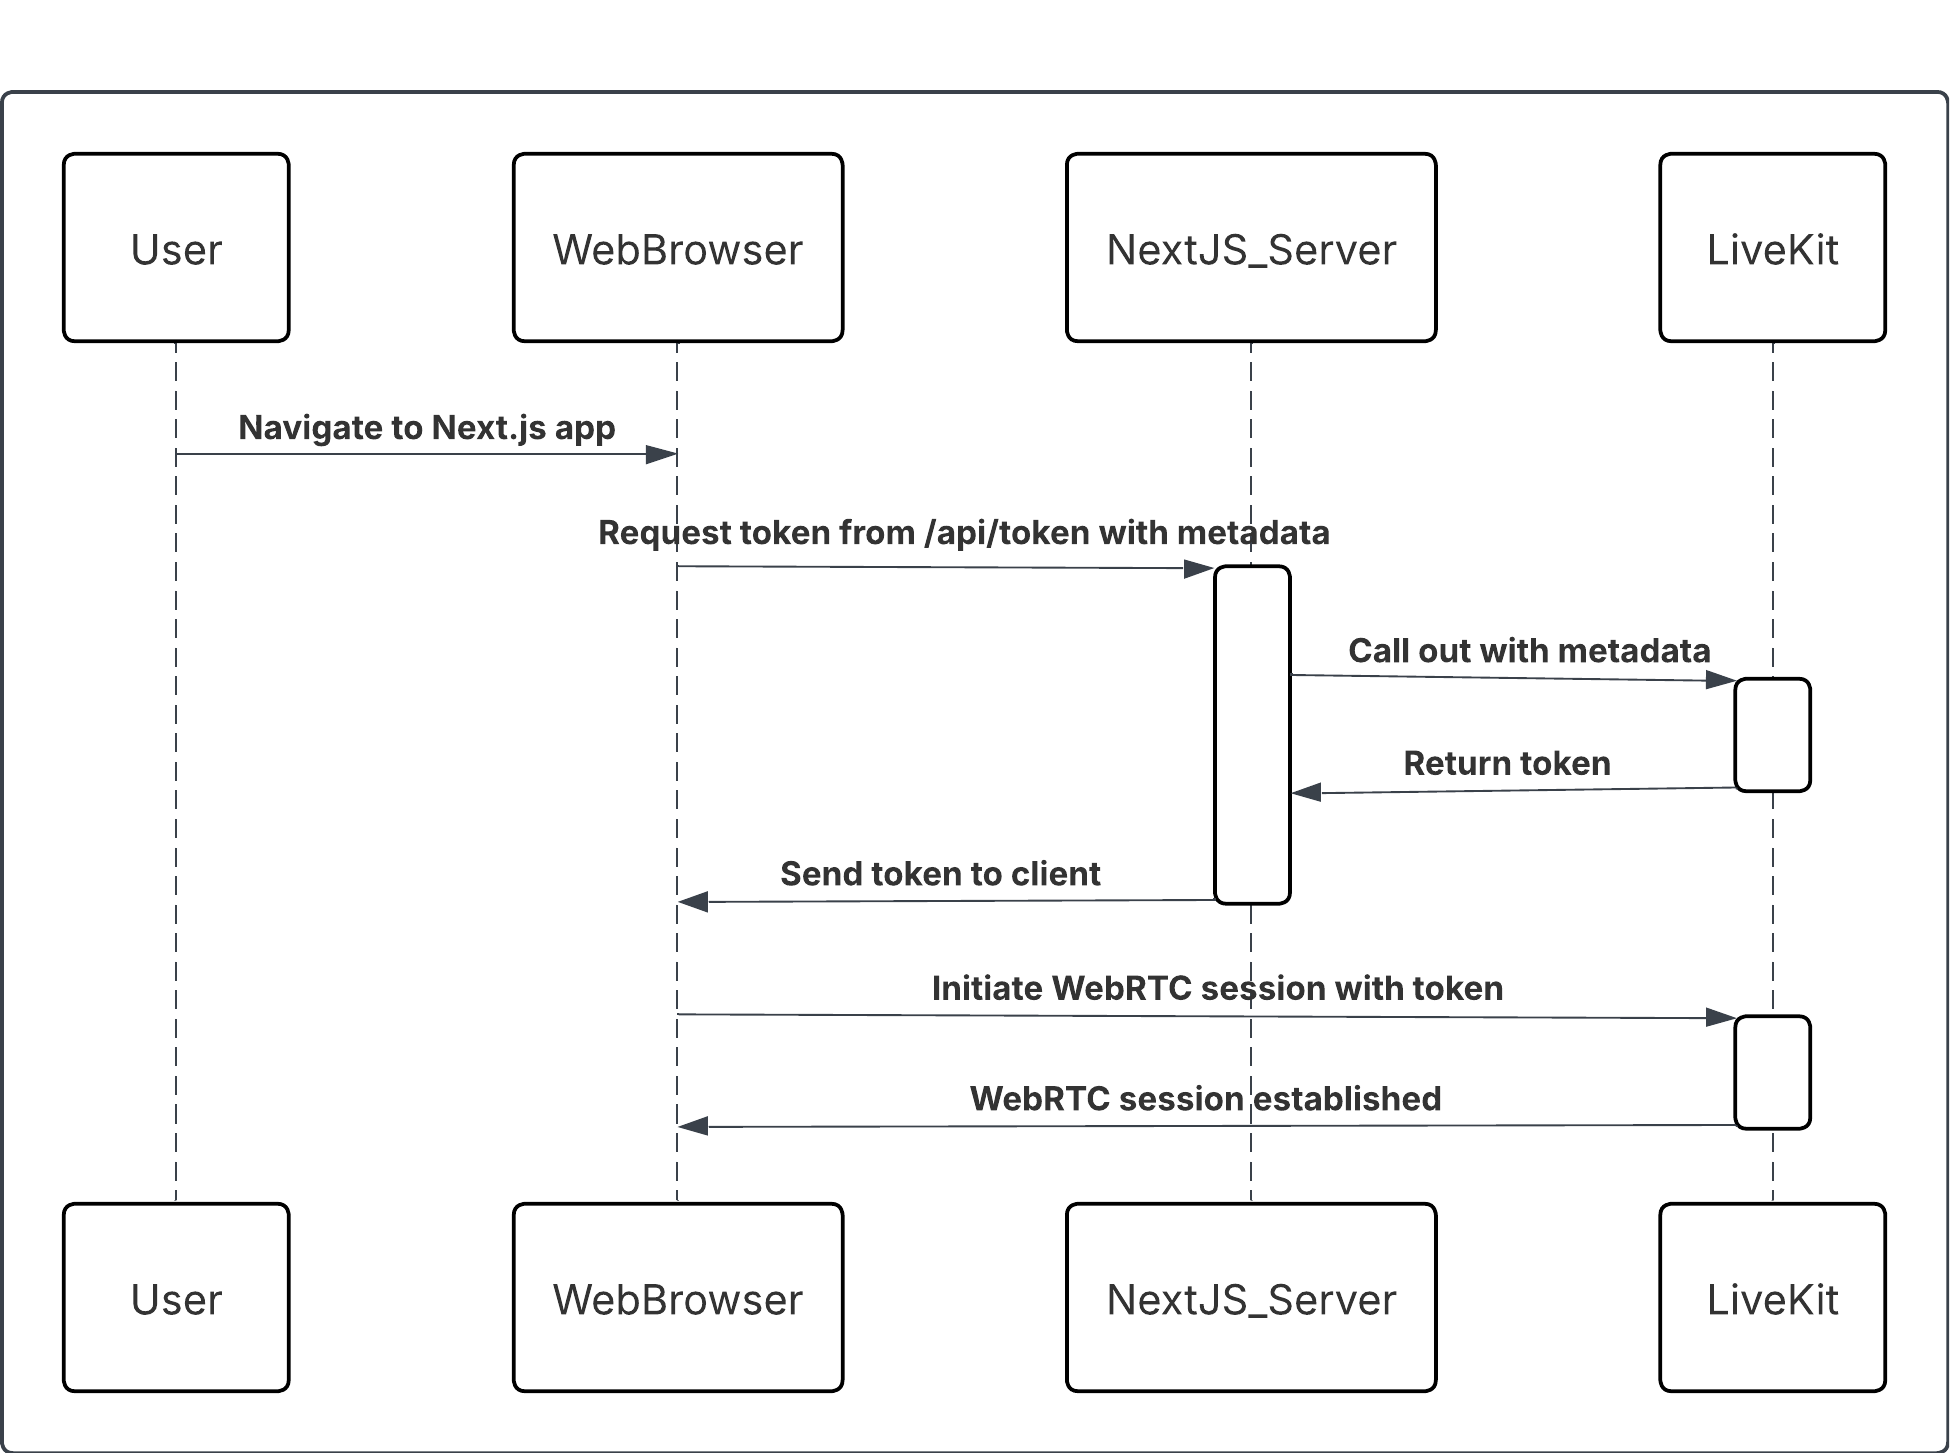 User
WebBrowser
NextJS_Server
LiveKit
Navigate to Next.js app
Request token from /api/token with metadata
Call out with metadata
Return token
Send token to client
Initiate WebRTC session with token
WebRTC session established
User
WebBrowser
NextJS_Server
LiveKit